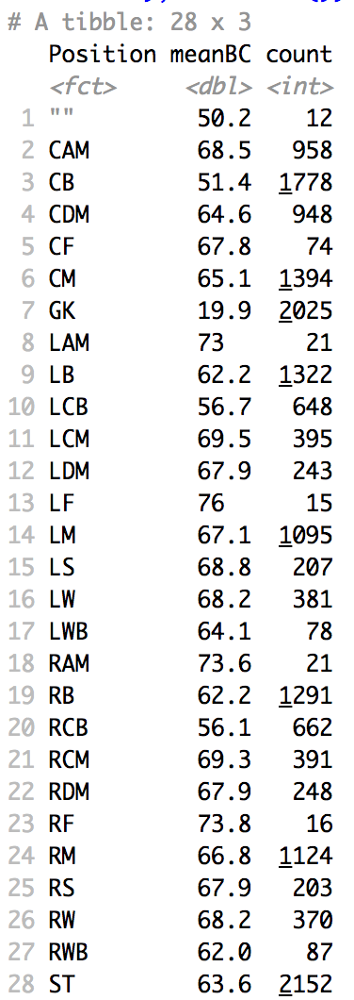 # A tibble: 28 x 3
Position meanBC count
<fct> <dbl> <int>
1 "" 50.2 12
2 CAM 68.5 958
3 CB 51.4 1778
4 CDM 64.6 948
5 CF 67.8 74
6 CM 65.1 1394
7 GK 19.9 2025
8 LAM 73 21
9 LB 62.2 1322
10 LCB 56.7 648
11 LCM 69.5 395
12 LDM 67.9 243
13 LF 76 15
14 LM 67.1 1095
15 LS 68.8 207
16 LW 68.2 381
17 LWB 64.1 78
18 RAM 73.6 21
19 RB 62.2 1291
20 RCB 56.1 662
21 RCM 69.3 391
22 RDM 67.9 248
23 RF 73.8 16
24 RM 66.8 1124
25 RS 67.9 203
26 RW 68.2 370
27 RWB 62.0 87
28 ST 63.6 2152